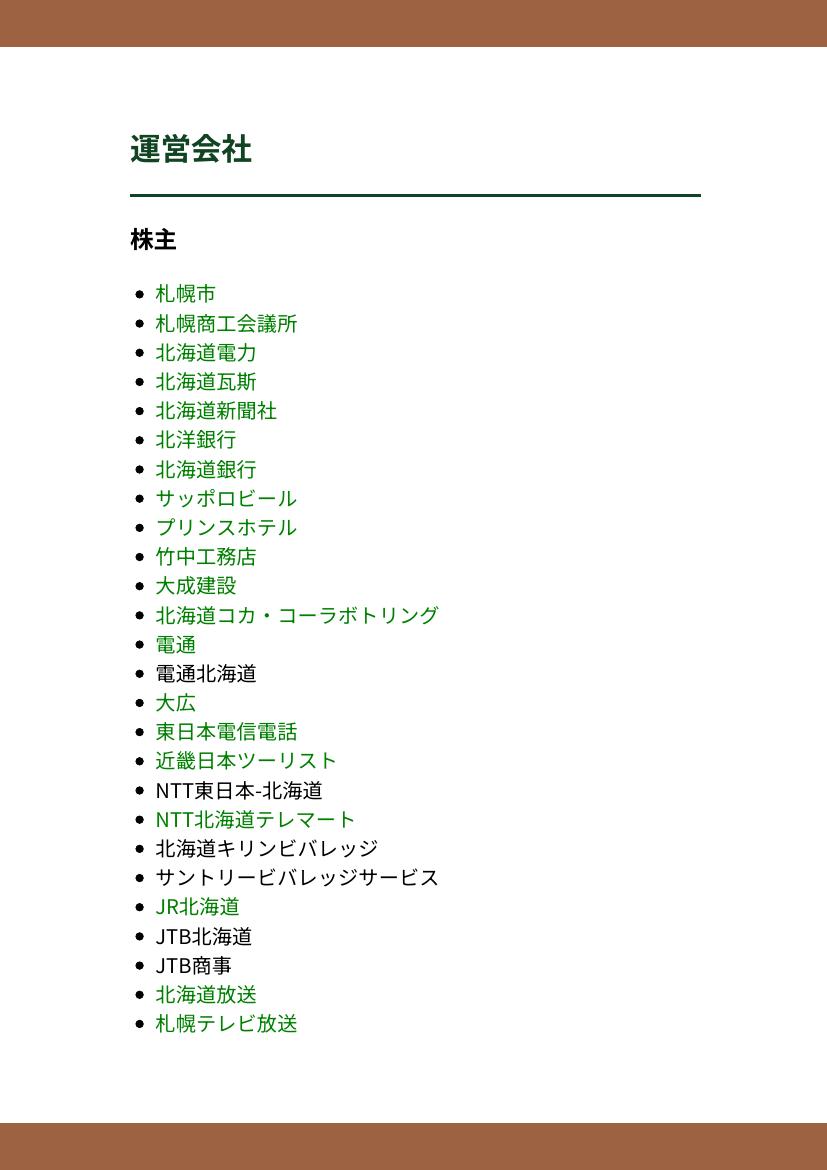 運営会社
株主
札幌市
札幌商工会議所
北海道電力
北海道瓦斯
北海道新聞社
北洋銀行
北海道銀行
サッポロビール
プリンスホテル
竹中工務店
大成建設
北海道コカ・コーラボトリング
電通
電通北海道
大広
東日本電信電話
近畿日本ツーリスト
NTT東日本-北海道
NTT北海道テレマート
北海道キリンビバレッジ
サントリービバレッジサービス
JR北海道
JTB北海道
JTB商事
北海道放送
札幌テレビ放送